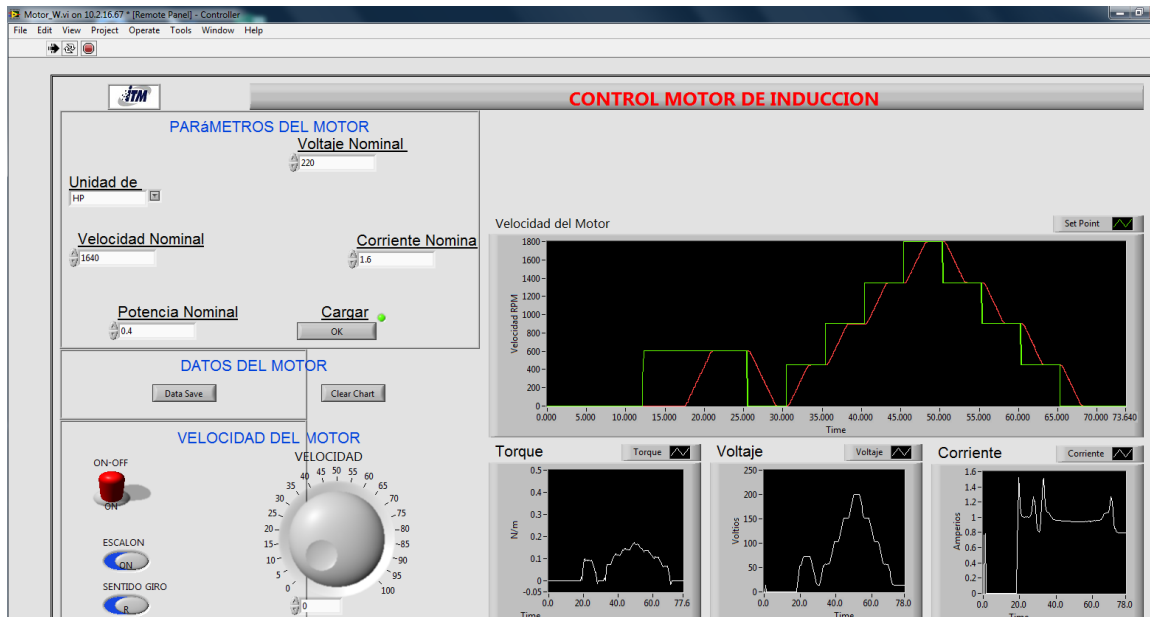 Motor_W.vi on 10.2.16.67 * [Remote Panel] - Controller
File Edit View Project Operate Tools Window Help
ITM
CONTROL MOTOR DE INDUCCION
PARáMETROS DEL MOTOR
Voltaje Nominal
220
Unidad de
HP
Velocidad Nominal
1640
Corriente Nomina
1.6
Potencia Nominal
0.4
Cargar
OK
DATOS DEL MOTOR
Data Save
Clear Chart
VELOCIDAD DEL MOTOR
ON-OFF
ON
ESCALON
ON
SENTIDO GIRO
R
VELOCIDAD
0 5 10 15 20 25 30 35 40 45 50 55 60 65 70 75 80 85 90 95 100
0
Velocidad del Motor
Set Point
Velocidad RPM
1800
1600
1400
1200
1000
800
600
400
200
0
0.000 5.000 10.000 15.000 20.000 25.000 30.000 35.000 40.000 45.000 50.000 55.000 60.000 65.000 70.000 73.640
Time
Torque
Torque
N/m
0.5
0.4
0.3
0.2
0.1
0
-0.05
0.0 20.0 40.0 60.0 77.6
Time
Voltaje
Voltaje
Voltios
250
200
150
100
50
0
0.0 20.0 40.0 60.0 78.0
Time
Corriente
Corriente
Amperios
1.6
1.4
1.2
1
0.8
0.6
0.4
0.2
0
0.0 20.0 40.0 60.0 78.0
Time